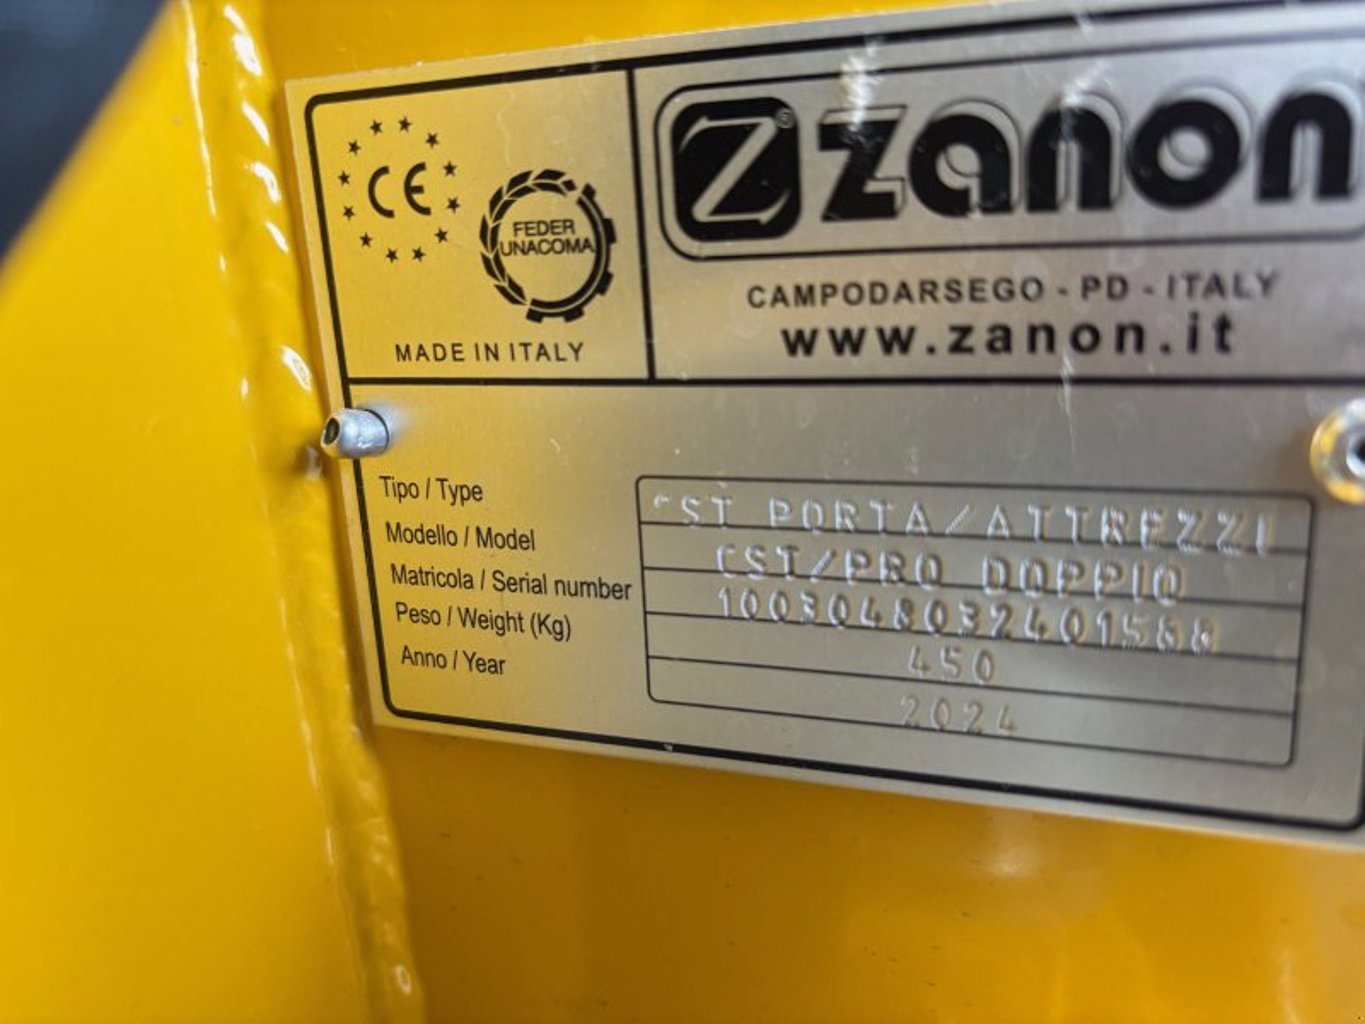 CE
FEDER
UNACOMA
MADE IN ITALY
Z® zanon
CAMPODARSEGO - PD - ITALY
www.zanon.it
Tipo / Type CST PORTA/ATTREZZI
Modello / Model CST/PRO DOPPIO
Matricola / Serial number
Peso / Weight (Kg) 450
Anno / Year 2024